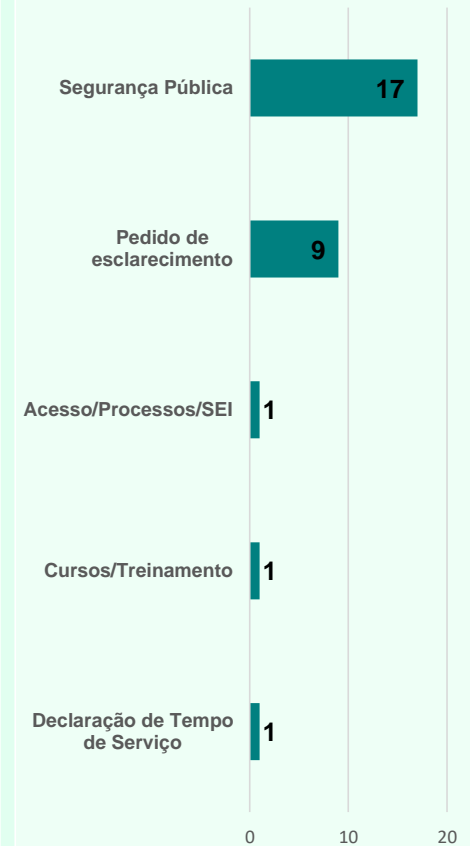 Segurança Pública
17
Pedido de
esclarecimento
9
Acesso/Processos/SEI
1
Cursos/Treinamento
1
Declaração de Tempo
de Serviço
1
0 10 20